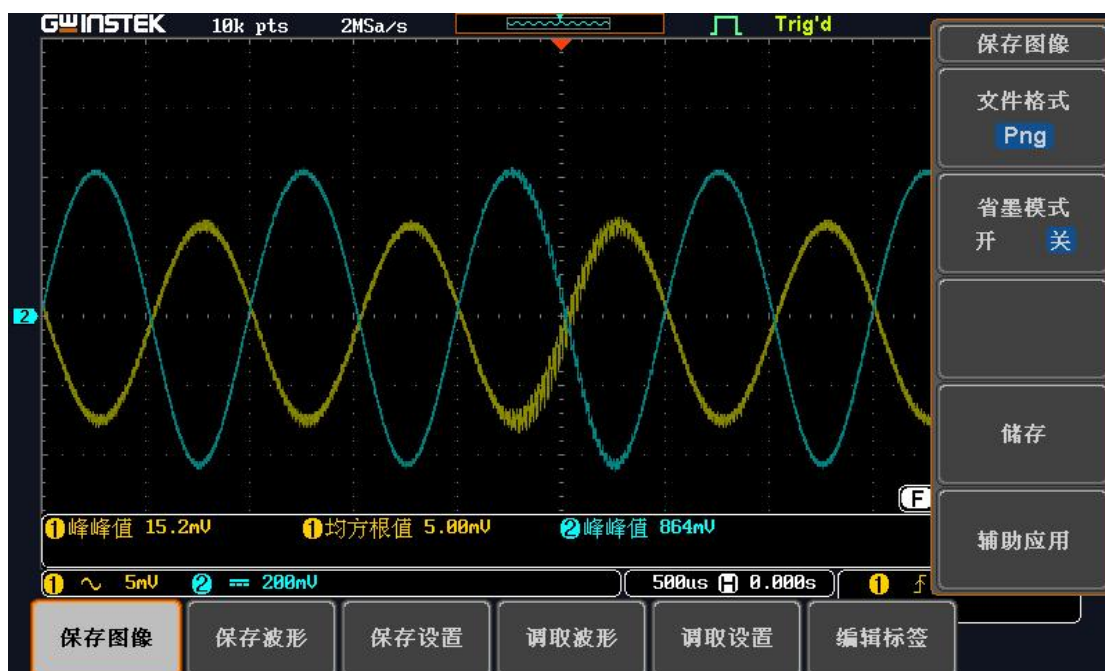 GWINSTEK 10k pts 2MSa/s Trig'd
保存图像
文件格式
Png
省墨模式
开 关
2
储存
F
1峰峰值 15.2mV 1均方根值 5.00mV 2峰峰值 864mV
辅助应用
1 5mV 2 200mV 500us H 0.000s 1
保存图像 保存波形 保存设置 调取波形 调取设置 编辑标签